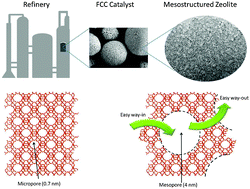 Refinery
FCC Catalyst
Mesostructured Zeolite
Easy way-out
Easy way-in
Micropore (0.7 nm)
Mesopore (4 nm)